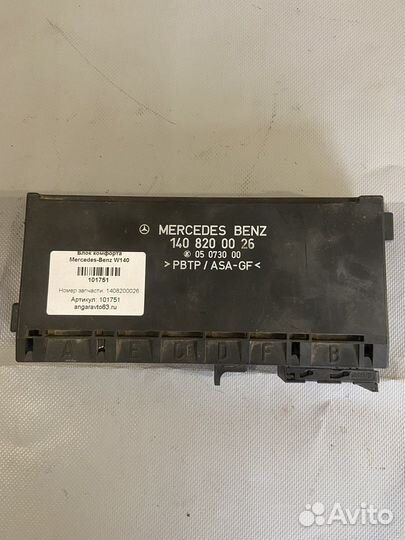 MERCEDES BENZ
140 820 00 26
05 0730 00
>PBTP / ASA-GF<
Блок комфорта
Mercedes-Benz W140
101751
Номер запчасти: 1408200026
Артикул: 101751
angaravto63.ru
A E C D F B
Avito